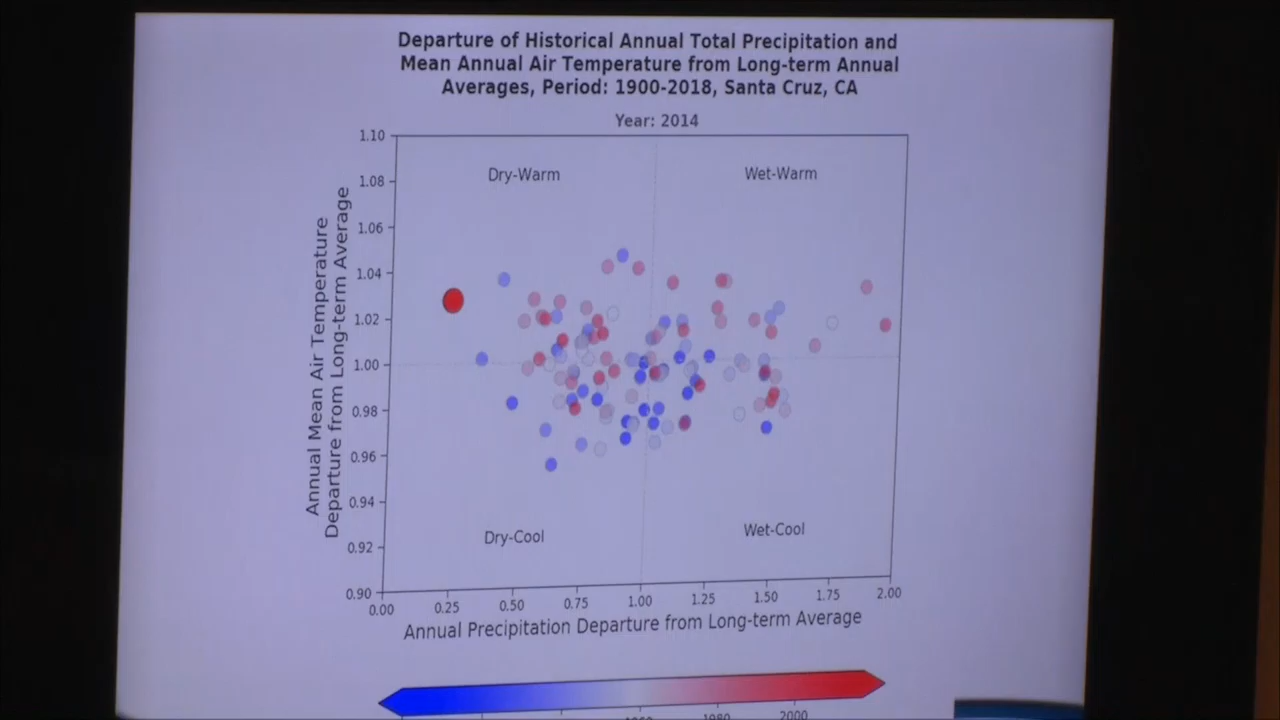 Departure of Historical Annual Total Precipitation and
Mean Annual Air Temperature from Long-term Annual
Averages, Period: 1900-2018, Santa Cruz, CA
Year: 2014
1.10
1.08
1.06
1.04
1.02
1.00
0.98
0.96
0.94
0.92
0.90
Annual Mean Air Temperature
Departure from Long-term Average
Dry-Warm
Wet-Warm
Dry-Cool
Wet-Cool
0.00 0.25 0.50 0.75 1.00 1.25 1.50 1.75 2.00
Annual Precipitation Departure from Long-term Average
1960 1980 2000